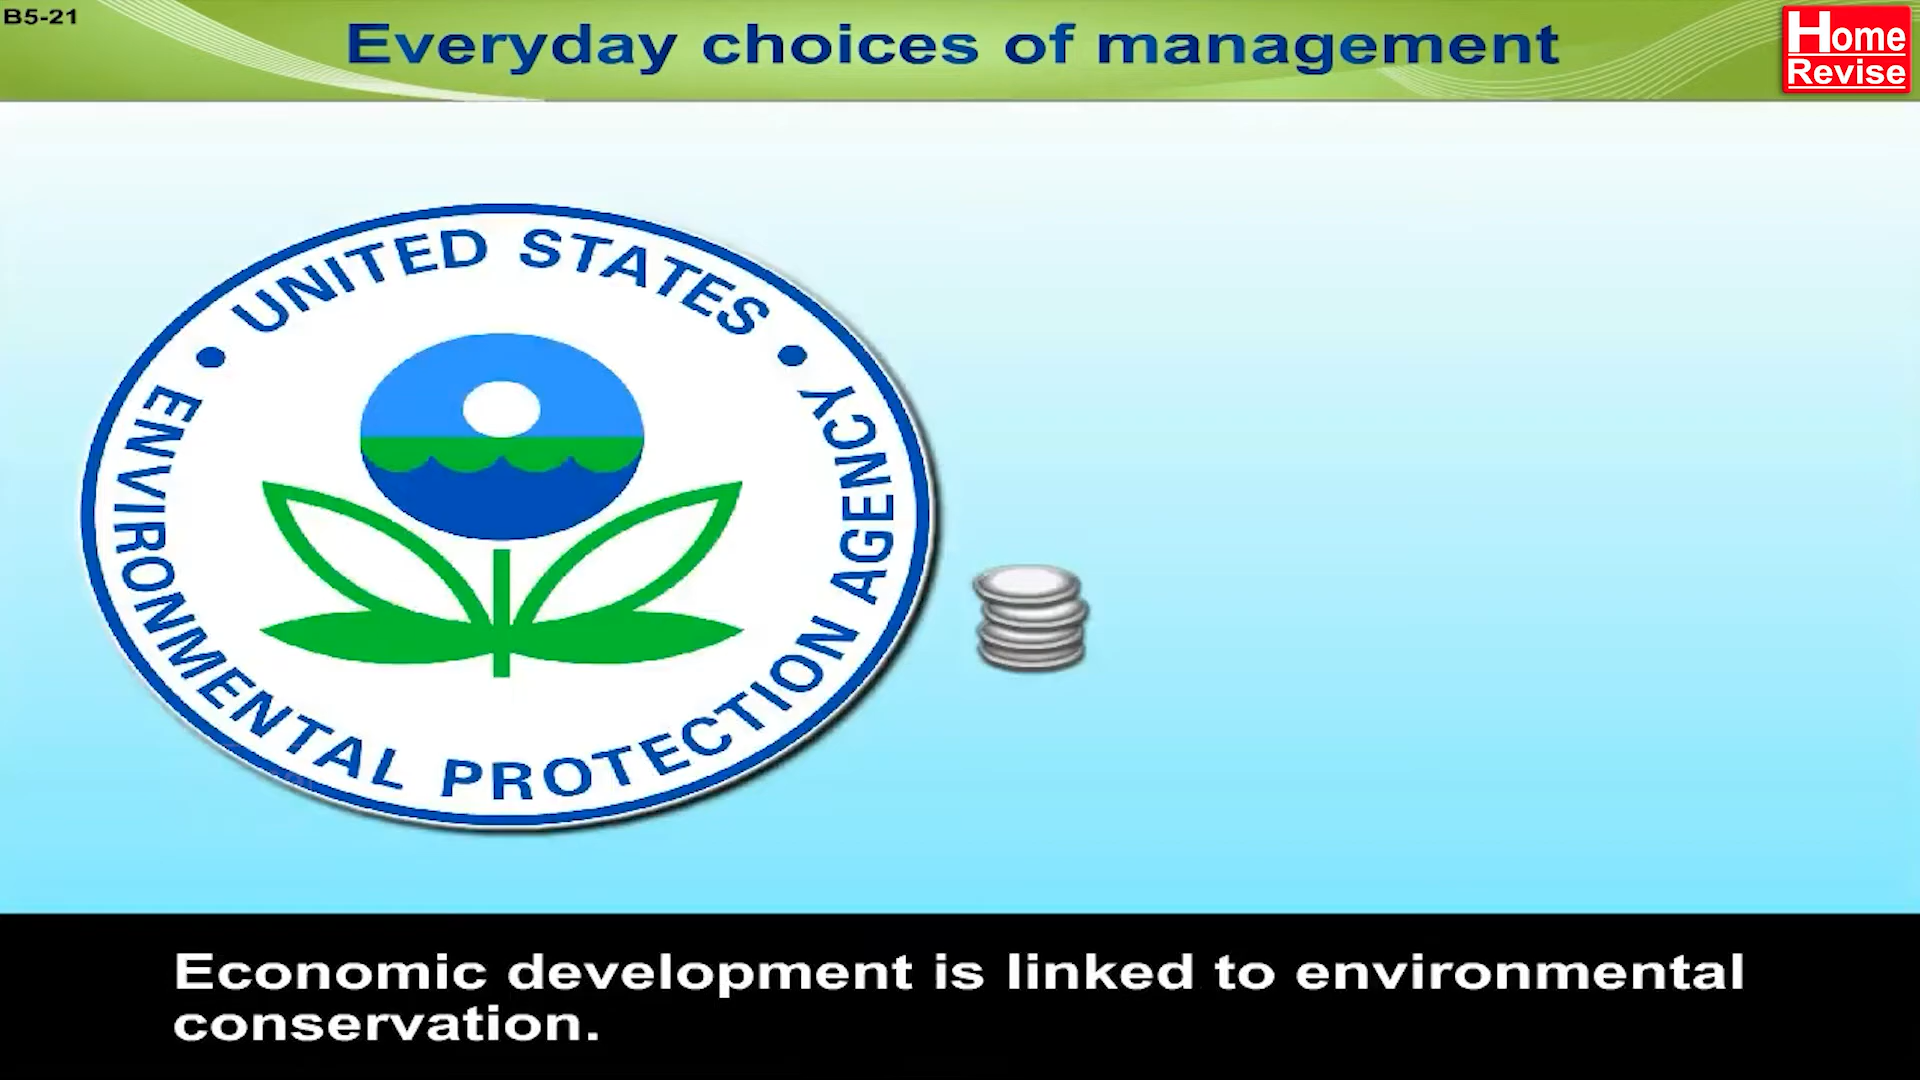 B5-21
Everyday choices of management
Home
Revise
UNITED STATES
ENVIRONMENTAL PROTECTION AGENCY
Economic development is linked to environmental
conservation.